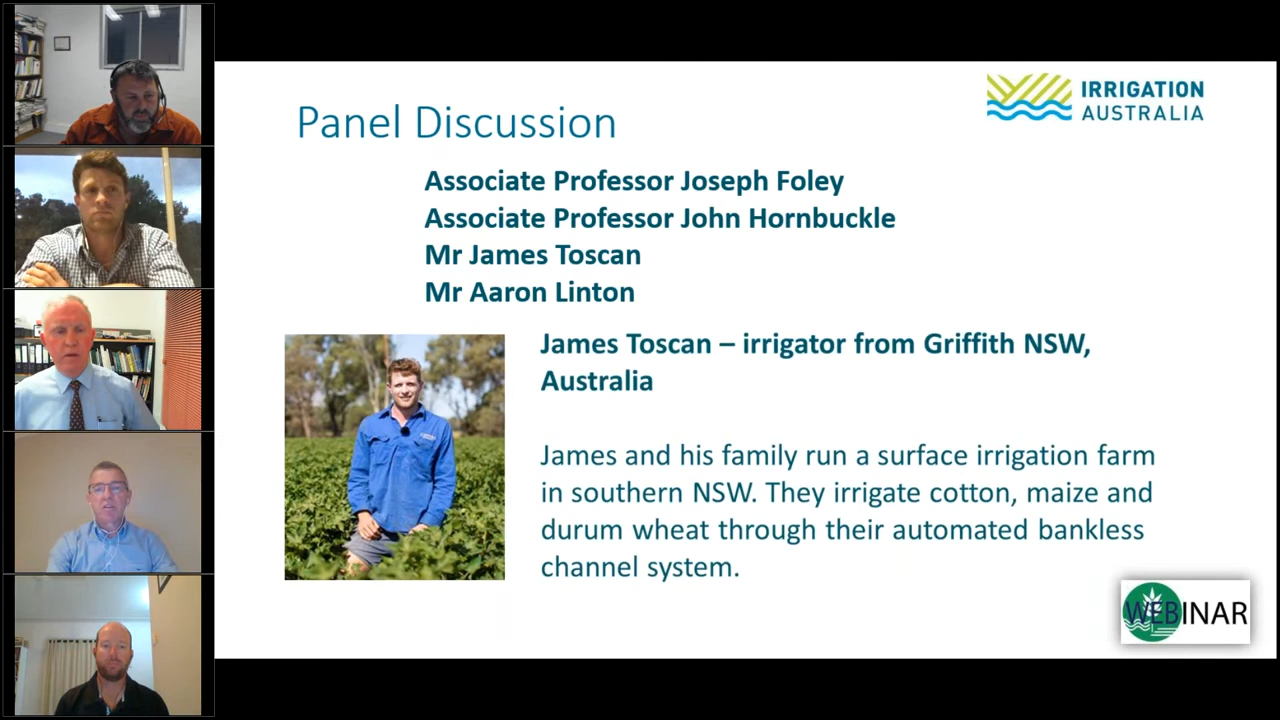 Panel Discussion
IRRIGATION
AUSTRALIA
Associate Professor Joseph Foley
Associate Professor John Hornbuckle
Mr James Toscan
Mr Aaron Linton
James Toscan – irrigator from Griffith NSW,
Australia
James and his family run a surface irrigation farm
in southern NSW. They irrigate cotton, maize and
durum wheat through their automated bankless
channel system.
WEBINAR